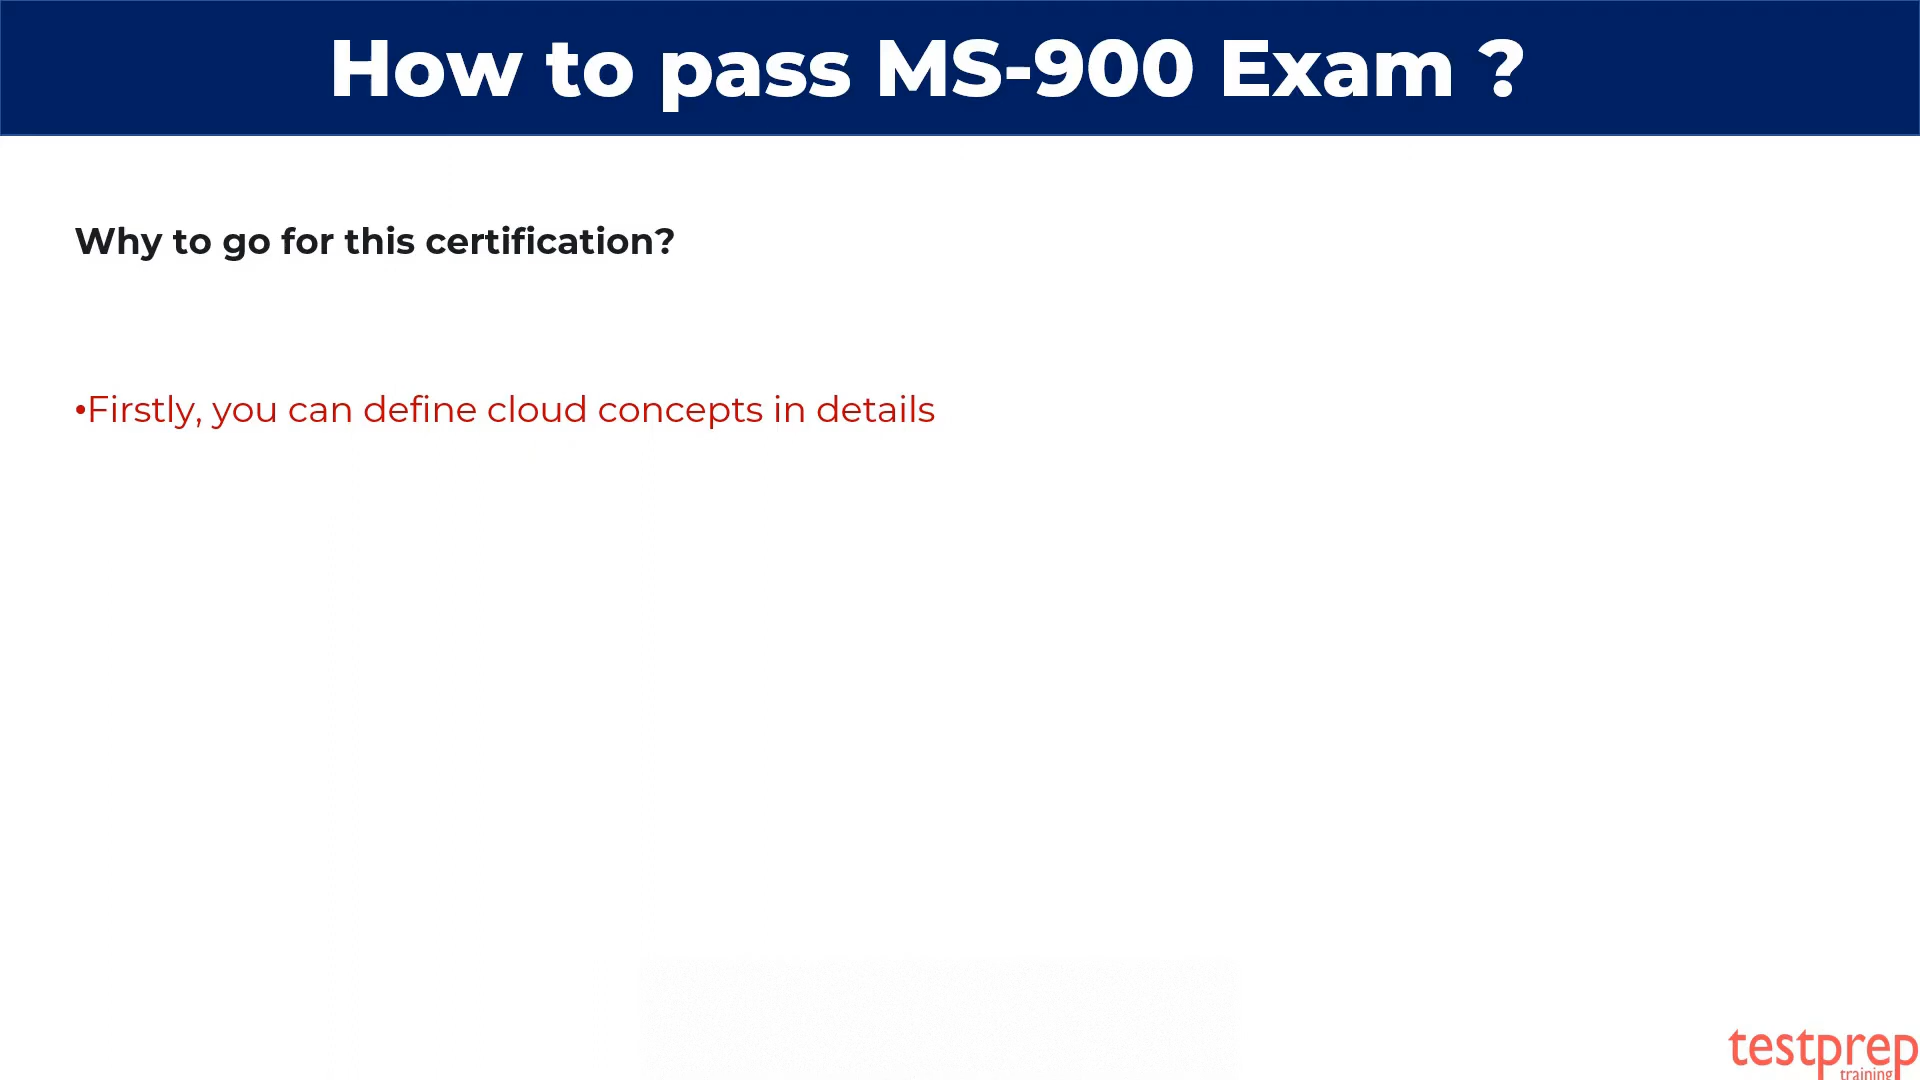 How to pass MS-900 Exam ?
Why to go for this certification?
•Firstly, you can define cloud concepts in details
testprep
training